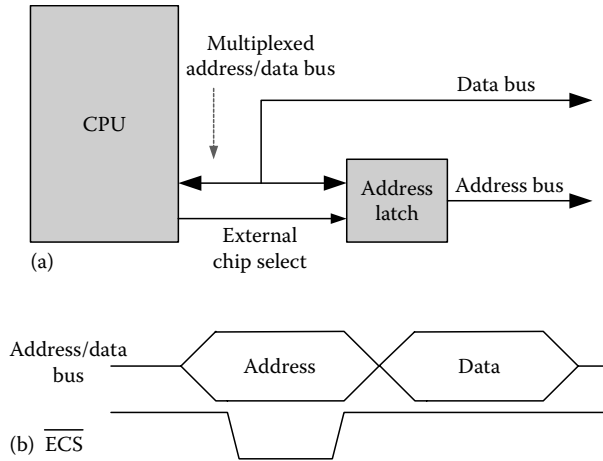 Multiplexed
address/data bus
Data bus
CPU
Address
latch
Address bus
External
chip select
(a)
Address/data
bus
Address
Data
(b) ECS